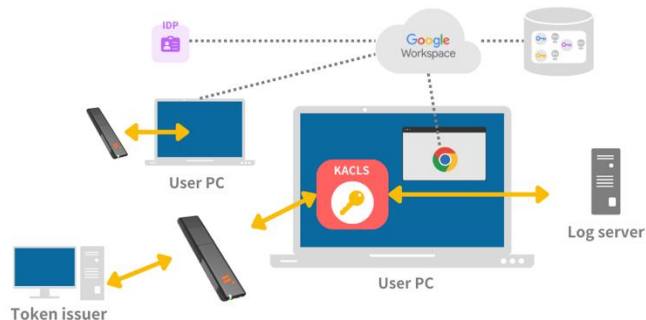 IDP
Google
Workspace
User PC
KACLS
Log server
User PC
Token issuer